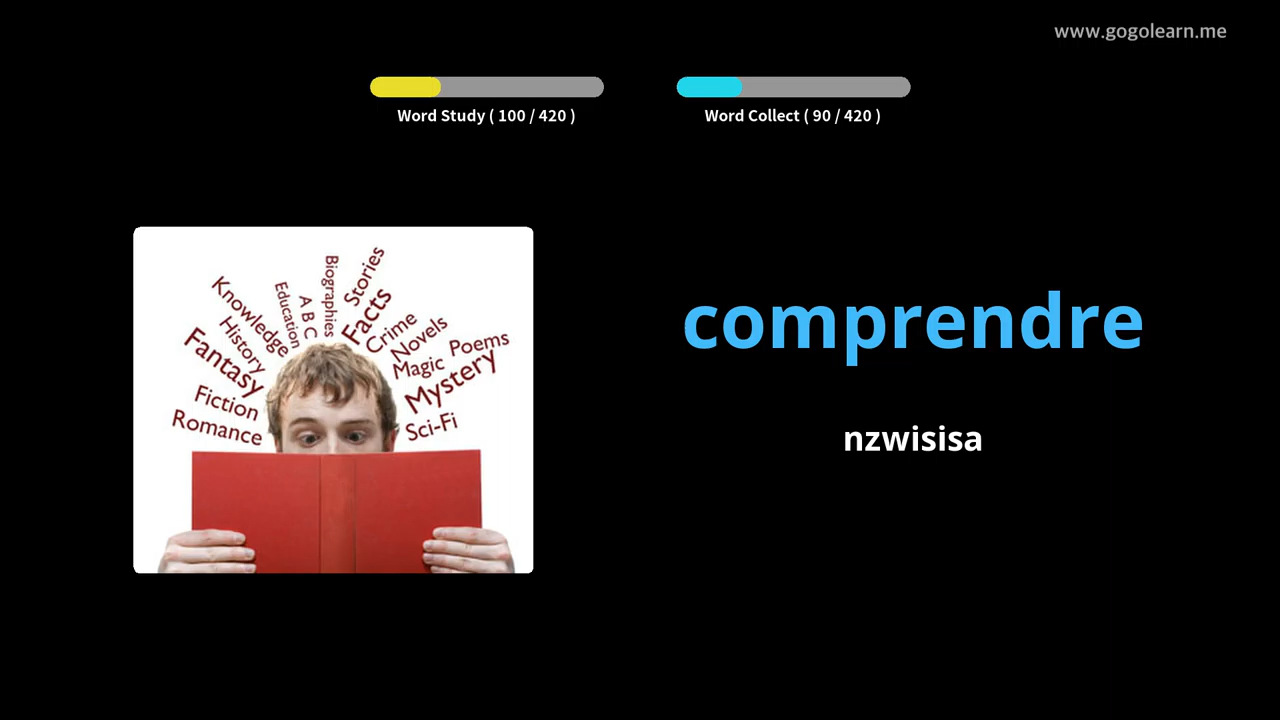 www.gogolearn.me
Word Study ( 100 / 420 )
Word Collect ( 90 / 420 )
Knowledge
History
Fantasy
Fiction
Romance
Education
A B C
Biographies
Stories
Facts
Crime
Novels
Magic
Poems
Mystery
Sci-Fi
comprendre
nzwisisa